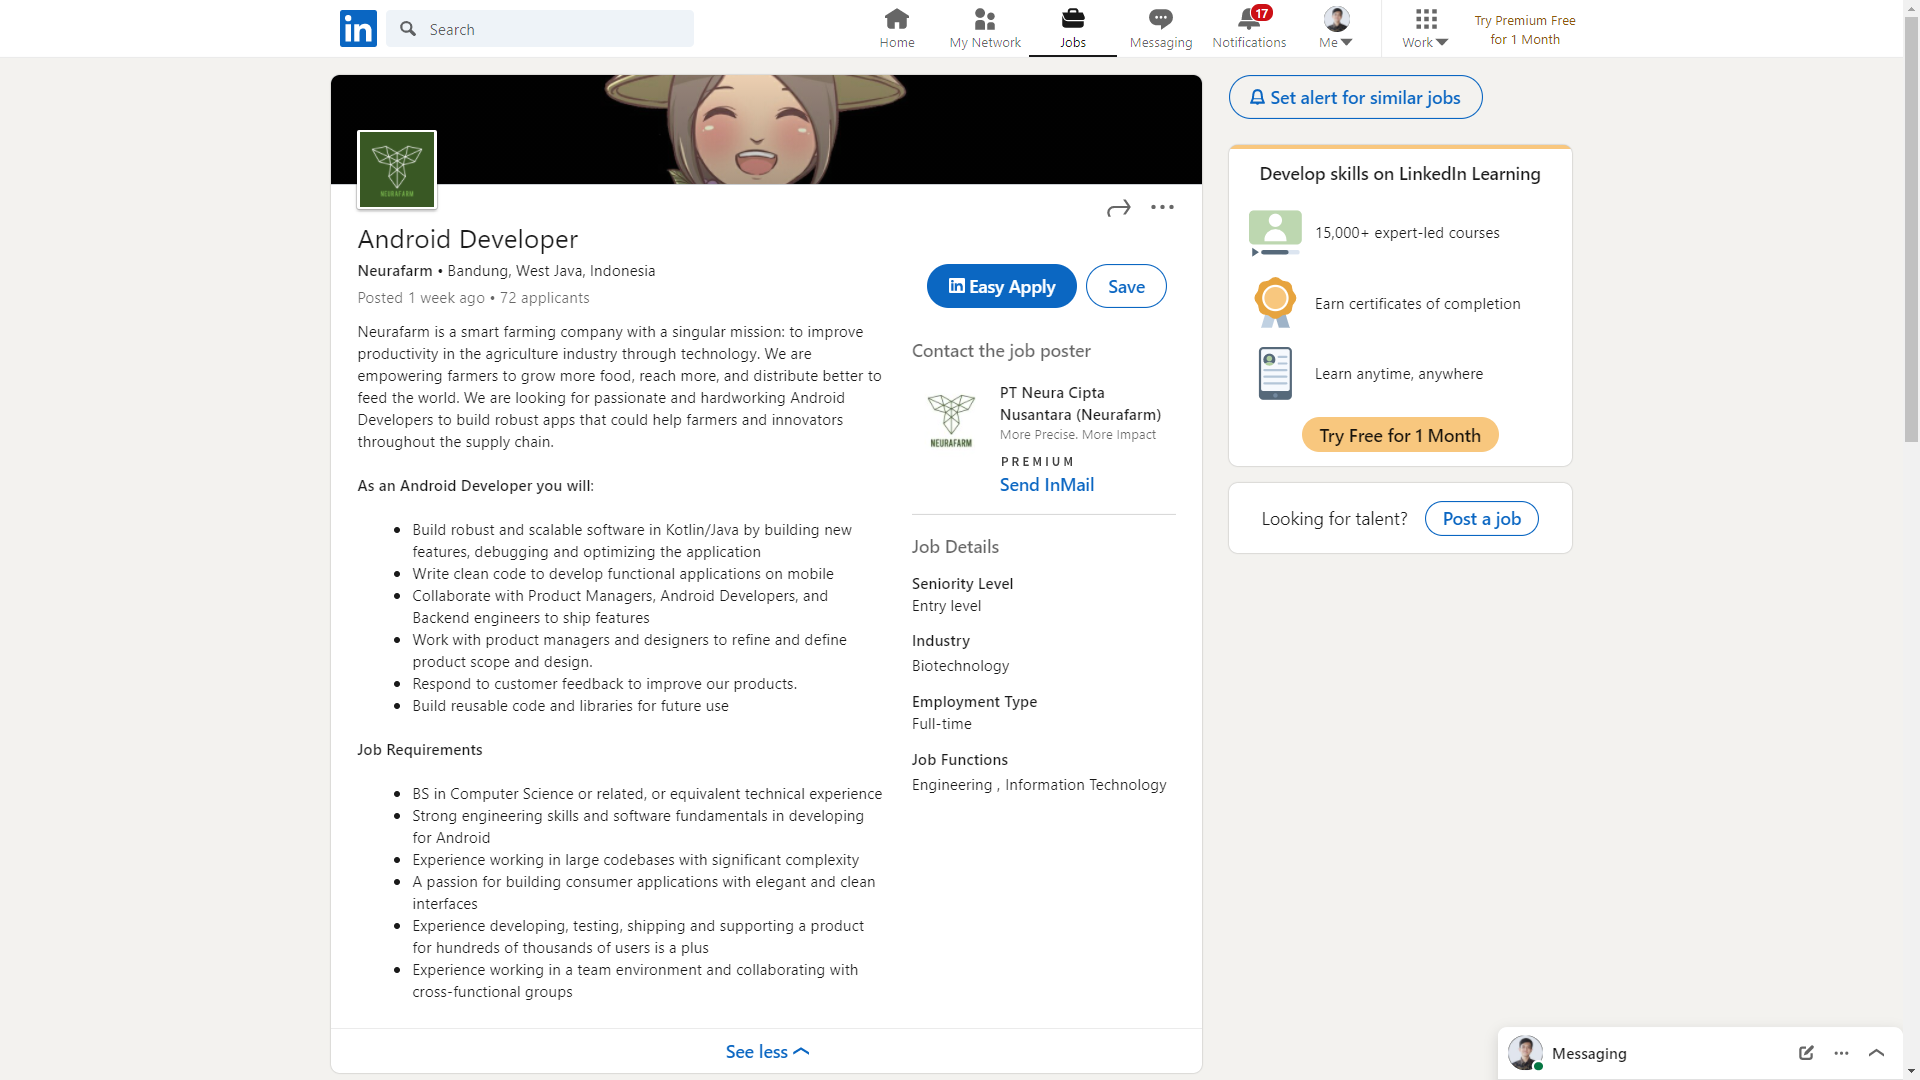 in
Search
Home
My Network
Jobs
Messaging
17
Notifications
Me
Work
Try Premium Free
for 1 Month
NEURAFARM
Android Developer
Neurafarm • Bandung, West Java, Indonesia
Posted 1 week ago • 72 applicants
in Easy Apply
Save
Neurafarm is a smart farming company with a singular mission: to improve
productivity in the agriculture industry through technology. We are
empowering farmers to grow more food, reach more, and distribute better to
feed the world. We are looking for passionate and hardworking Android
Developers to build robust apps that could help farmers and innovators
throughout the supply chain.
As an Android Developer you will:
• Build robust and scalable software in Kotlin/Java by building new
features, debugging and optimizing the application
• Write clean code to develop functional applications on mobile
• Collaborate with Product Managers, Android Developers, and
Backend engineers to ship features
• Work with product managers and designers to refine and define
product scope and design.
• Respond to customer feedback to improve our products.
• Build reusable code and libraries for future use
Job Requirements
• BS in Computer Science or related, or equivalent technical experience
• Strong engineering skills and software fundamentals in developing
for Android
• Experience working in large codebases with significant complexity
• A passion for building consumer applications with elegant and clean
interfaces
• Experience developing, testing, shipping and supporting a product
for hundreds of thousands of users is a plus
• Experience working in a team environment and collaborating with
cross-functional groups
See less
Contact the job poster
NEURAFARM
PT Neura Cipta
Nusantara (Neurafarm)
More Precise. More Impact
PREMIUM
Send InMail
Job Details
Seniority Level
Entry level
Industry
Biotechnology
Employment Type
Full-time
Job Functions
Engineering , Information Technology
Set alert for similar jobs
Develop skills on LinkedIn Learning
15,000+ expert-led courses
Earn certificates of completion
Learn anytime, anywhere
Try Free for 1 Month
Looking for talent?
Post a job
Messaging